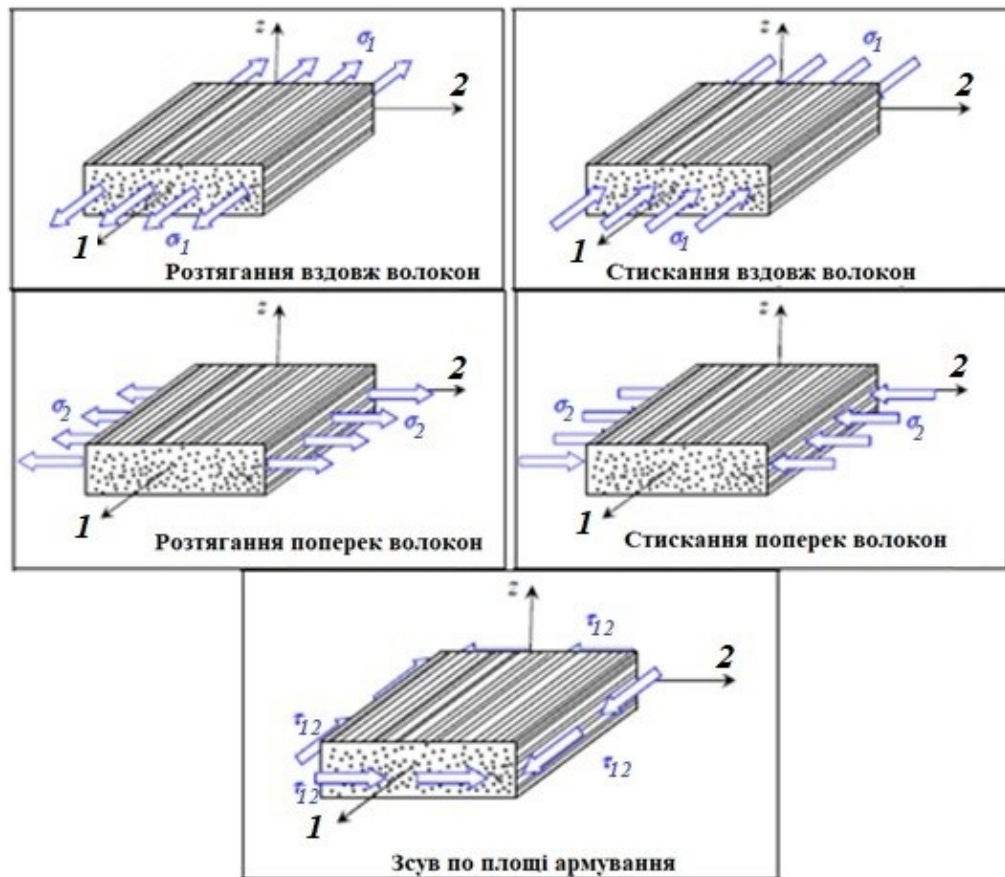 z
σ1
2
σ1
1
Розтягання вздовж волокон
z
σ1
2
σ1
1
Стискання вздовж волокон
z
2
σ2
σ2
1
Розтягання поперек волокон
z
2
σ2
σ2
1
Стискання поперек волокон
z
τ12
2
τ12
τ12
τ12
1
Зсув по площі армування